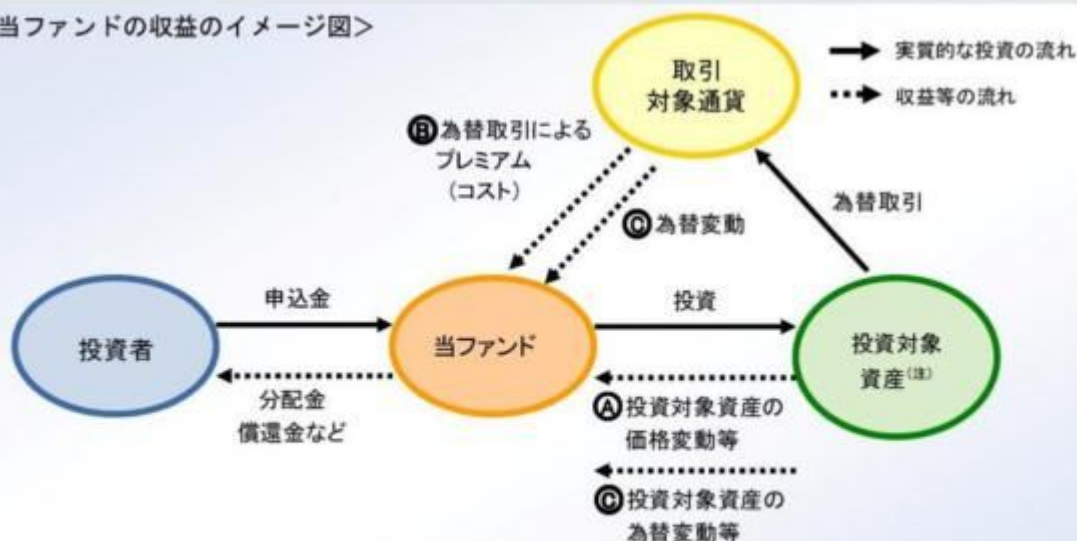 当ファンドの収益のイメージ図>
取引
対象通貨
実質的な投資の流れ
収益等の流れ
Ⓑ為替取引による
プレミアム
(コスト)
Ⓒ為替変動
為替取引
投資者
申込金
分配金
償還金など
当ファンド
投資
投資対象
資産(注)
Ⓐ投資対象資産の
価格変動等
Ⓒ投資対象資産の
為替変動等